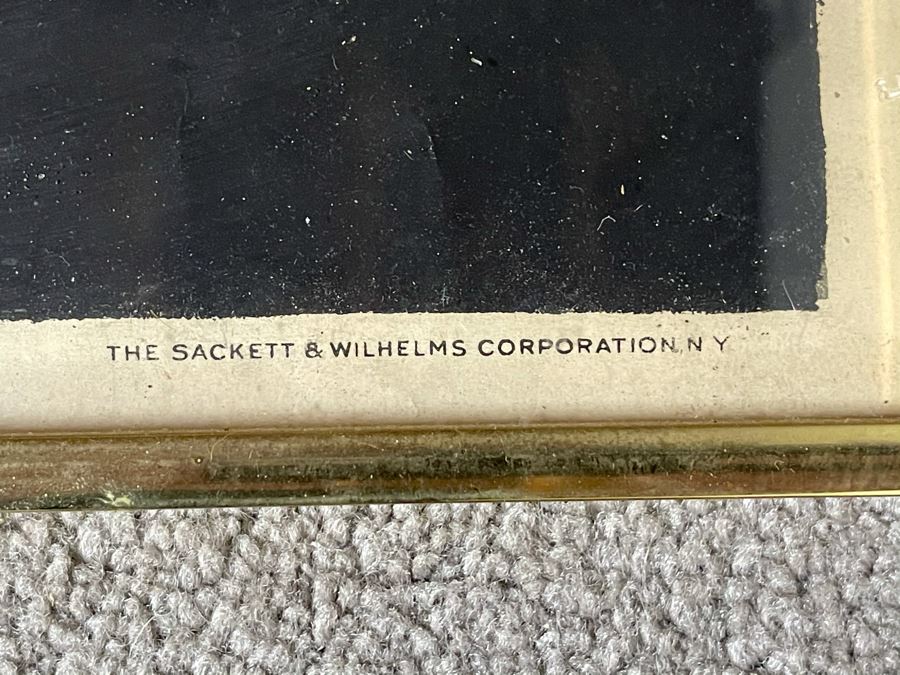 THE SACKETT & WILHELMS CORPORATION, N Y